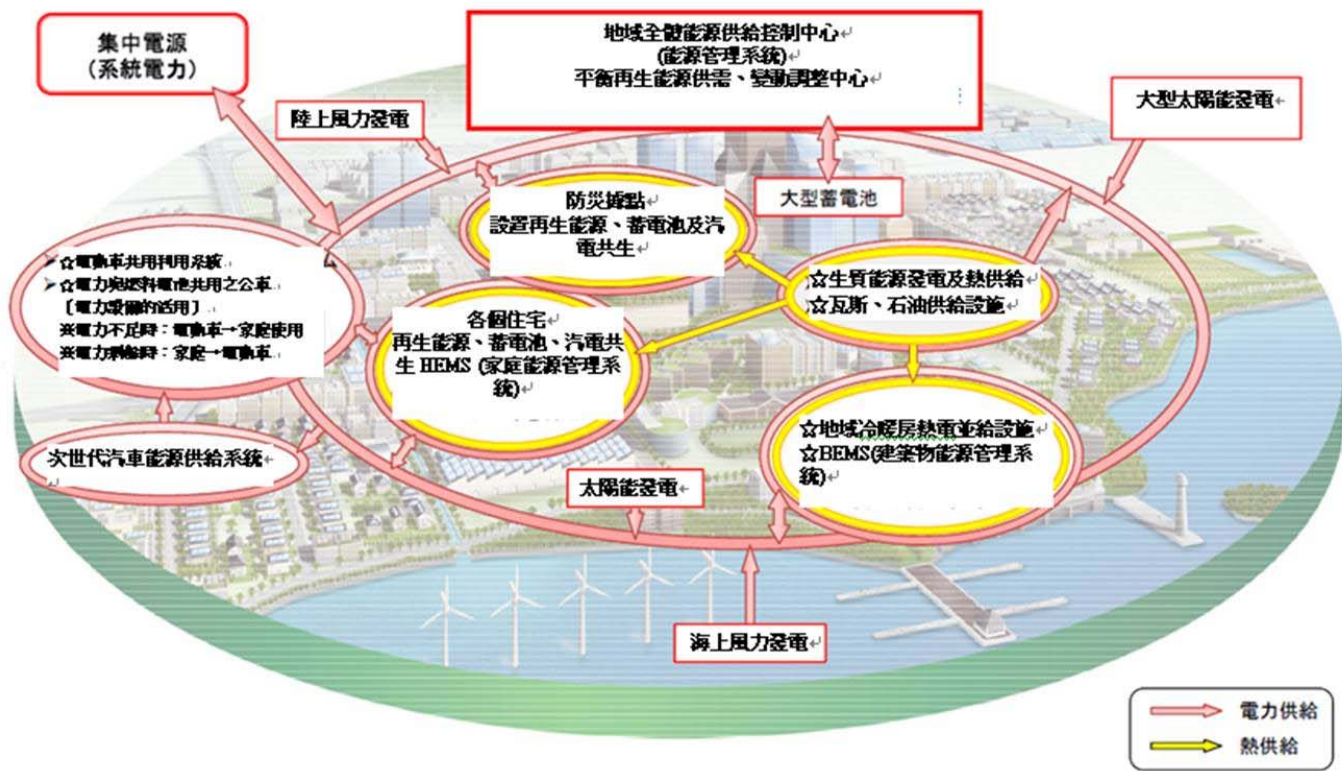 集中電源
(系統電力)
地域全體能源供給控制中心
(能源管理系統)
平衡再生能源供需、變動調整中心
大型太陽能發電
陸上風力發電
大型蓄電池
防災據點
設置再生能源、蓄電池及汽
電共生
☆電動車共用利用系統
☆電力與燃料電池共用之公車
〔電力設備的活用〕
※電力不足時：電動車→家庭使用
※電力剩餘時：家庭→電動車
☆生質能源發電及熱供給
☆瓦斯、石油供給設施
各個住宅
再生能源、蓄電池、汽電共
生 HEMS (家庭能源管理系
統)
☆地域冷暖房熱電並給設施
☆BEMS(建築物能源管理系
統)
次世代汽車能源供給系統
太陽能發電
海上風力發電
電力供給
熱供給